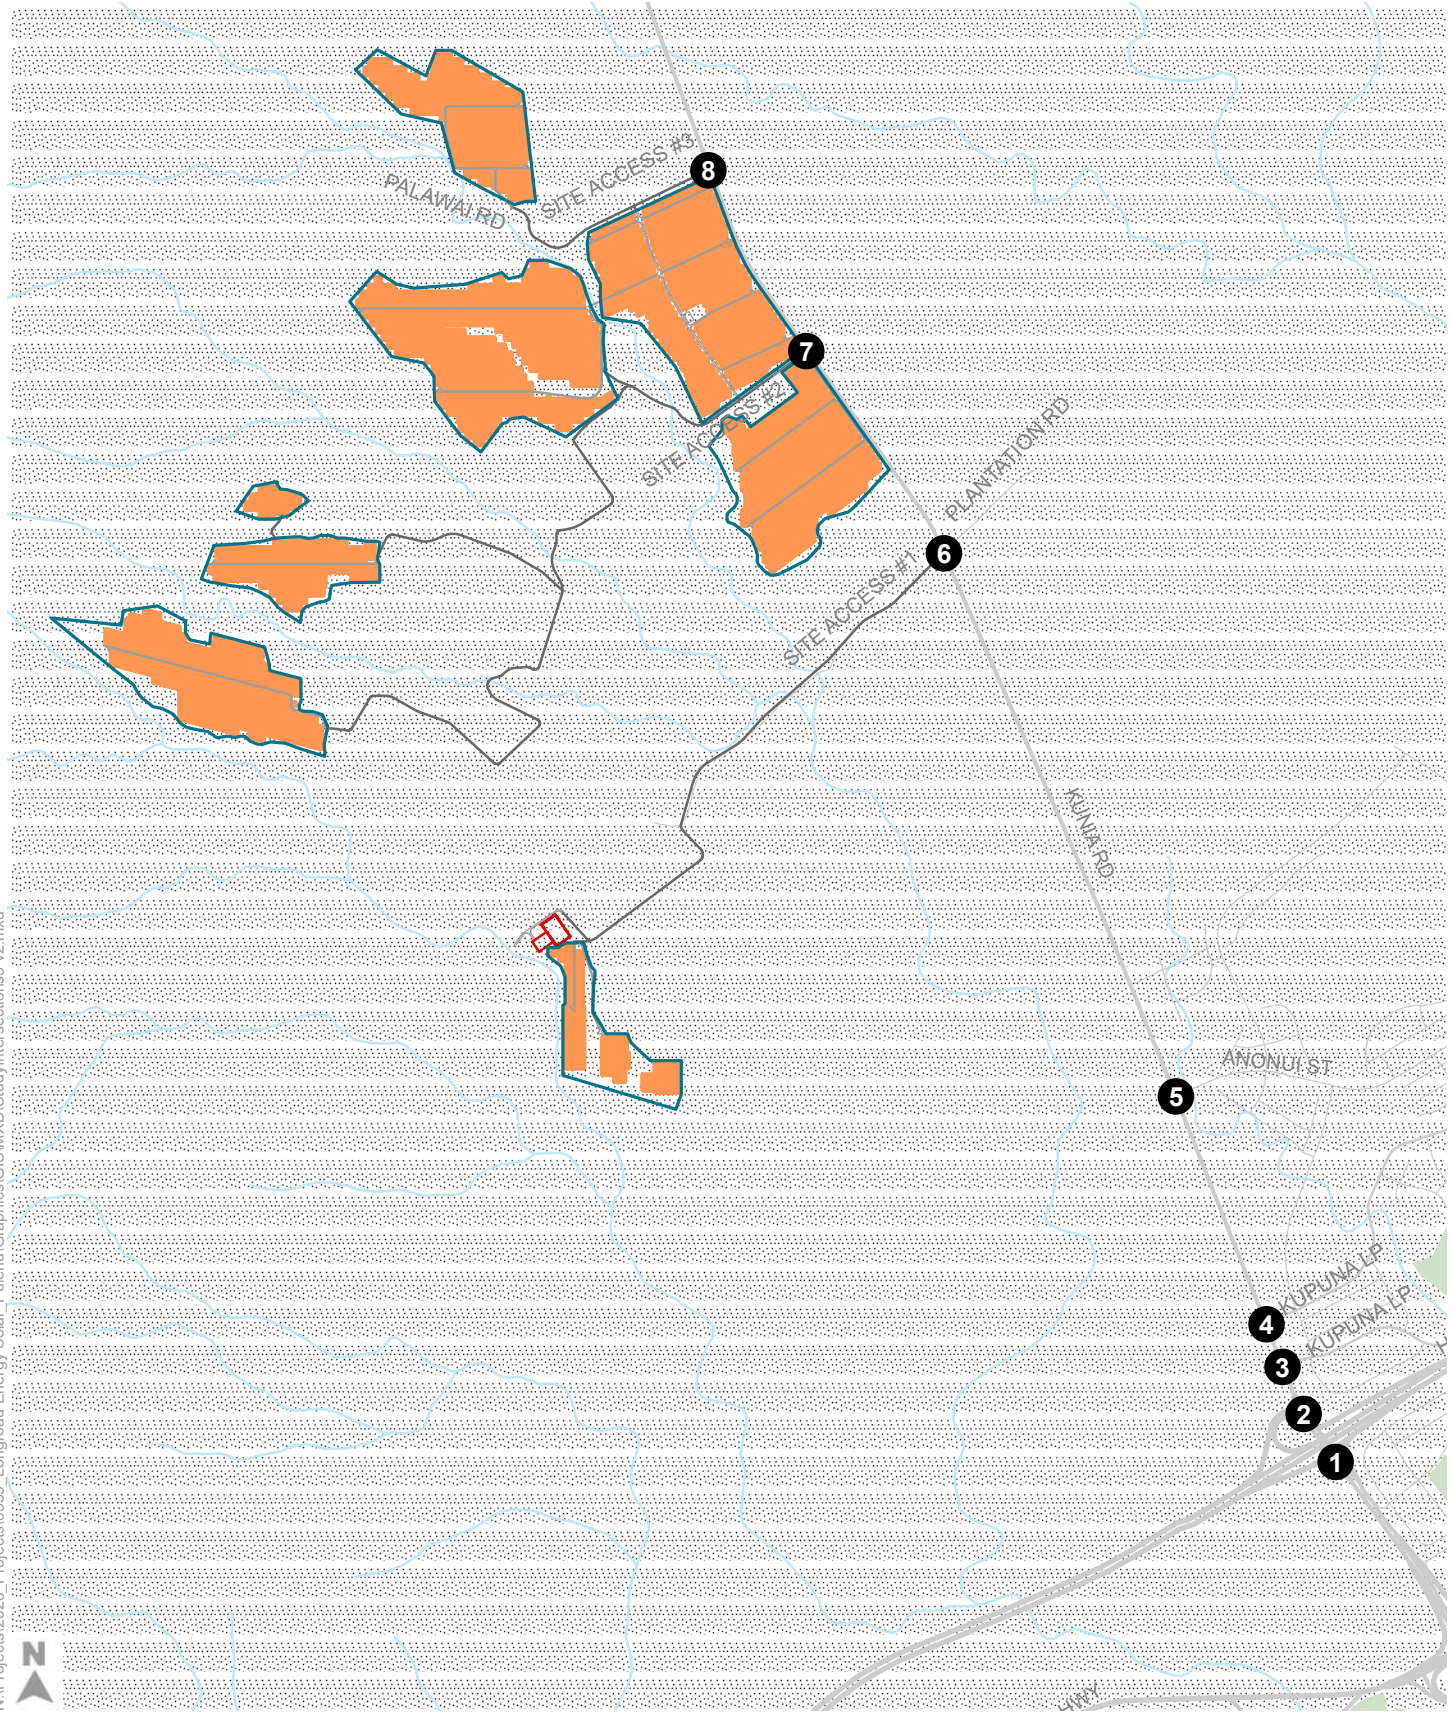 SITE ACCESS #3
8
PALAWAI RD
7
SITE ACCESS #2
PLANTATION RD
6
SITE ACCESS #1
KUNIA RD
ANONUI ST
5
KUPUNA LP
4
KUPUNA LP
3
2
1
N
HWY